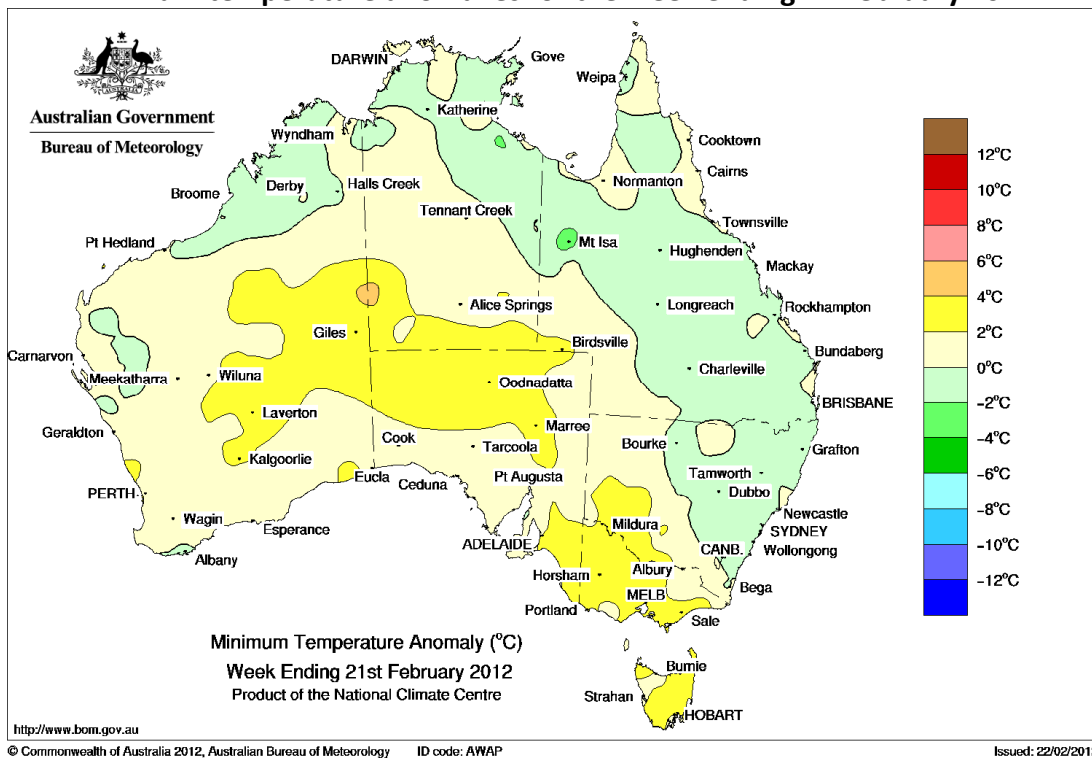 Australian Government
Bureau of Meteorology
DARWIN
Gove
Weipa
Katherine
Wyndham
Cooktown
Cairns
Derby
Halls Creek
Normanton
Broome
Tennant Creek
Townsville
Pt Hedland
Mt Isa
Hughenden
Mackay
Alice Springs
Longreach
Rockhampton
Giles
Birdsville
Bundaberg
Carnarvon
Meekatharra
Wiluna
Oodnadatta
Charleville
BRISBANE
Laverton
Marree
Geraldton
Cook
Tarcoola
Bourke
Grafton
Kalgoorlie
Eucla
Pt Augusta
Tamworth
PERTH
Ceduna
Dubbo
Newcastle
Wagin
Esperance
Mildura
SYDNEY
ADELAIDE
CANB.
Wollongong
Albany
Horsham
Albury
Bega
MELB
Portland
Sale
Burnie
Strahan
HOBART
12°C
10°C
8°C
6°C
4°C
2°C
0°C
-2°C
-4°C
-6°C
-8°C
-10°C
-12°C
Minimum Temperature Anomaly (°C)
Week Ending 21st February 2012
Product of the National Climate Centre
http://www.bom.gov.au
© Commonwealth of Australia 2012, Australian Bureau of Meteorology ID code: AWAP Issued: 22/02/201